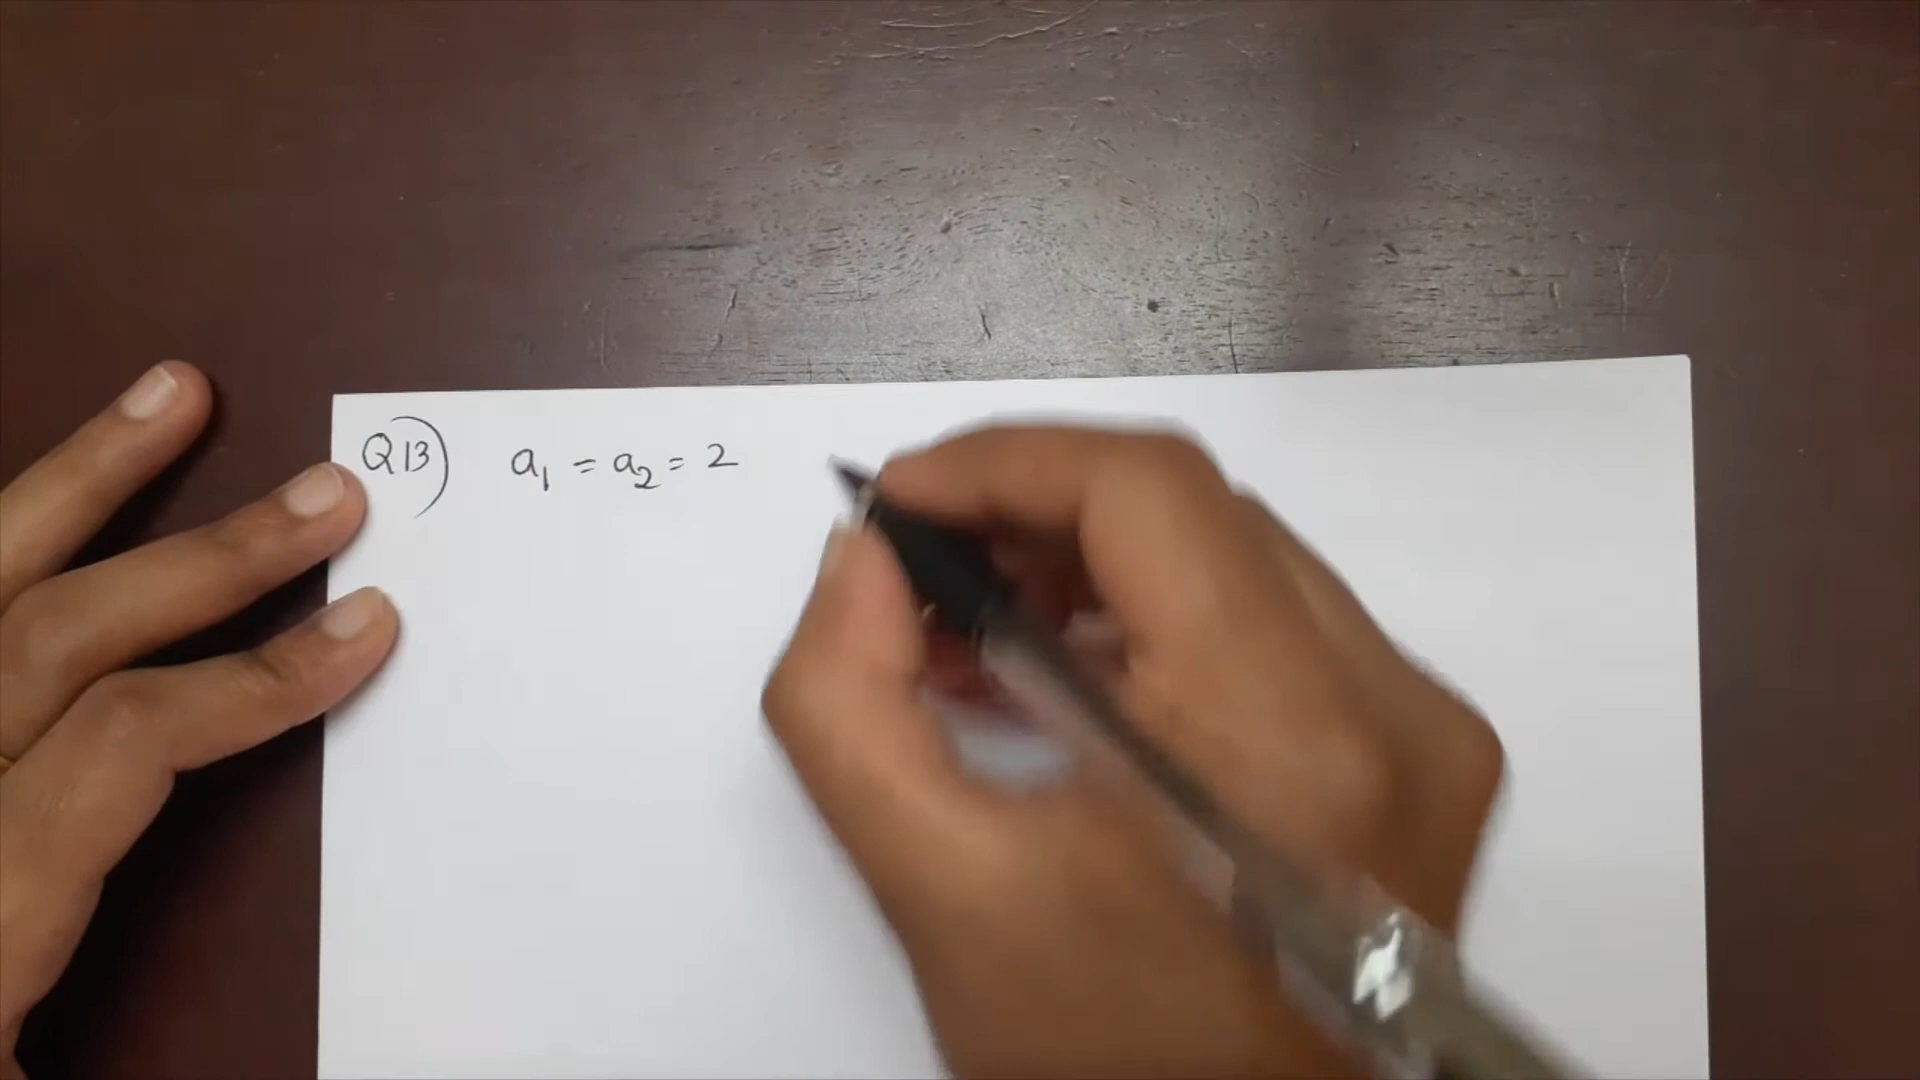 Q13) a₁ = a₂ = 2